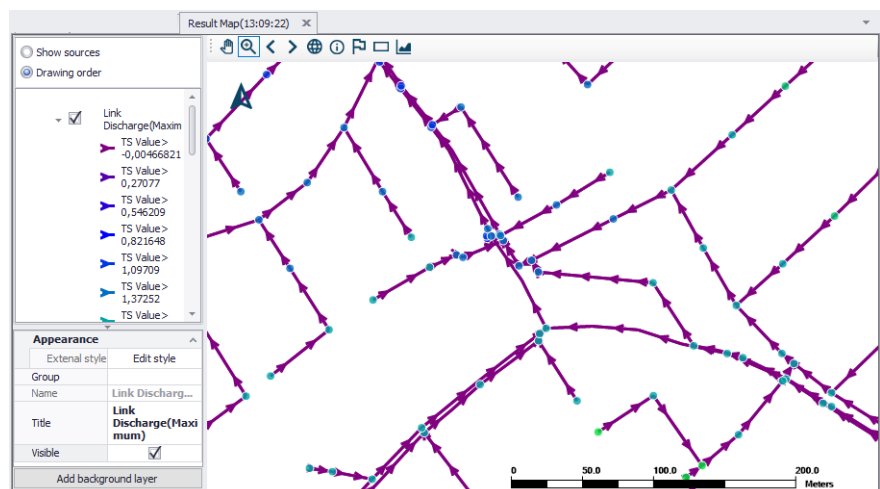 Result Map(13:09:22)
Show sources
Drawing order
Link
Discharge(Maxim
TS Value>
-0,00466821
TS Value>
0,27077
TS Value>
0,546209
TS Value>
0,821648
TS Value>
1,09709
TS Value>
1,37252
TS Value>
Appearance
Extenal style
Edit style
Group
Name
Link Discharg...
Title
Link
Discharge(Maxi
mum)
Visible
Add background layer
0 50.0 100.0 200.0
Meters